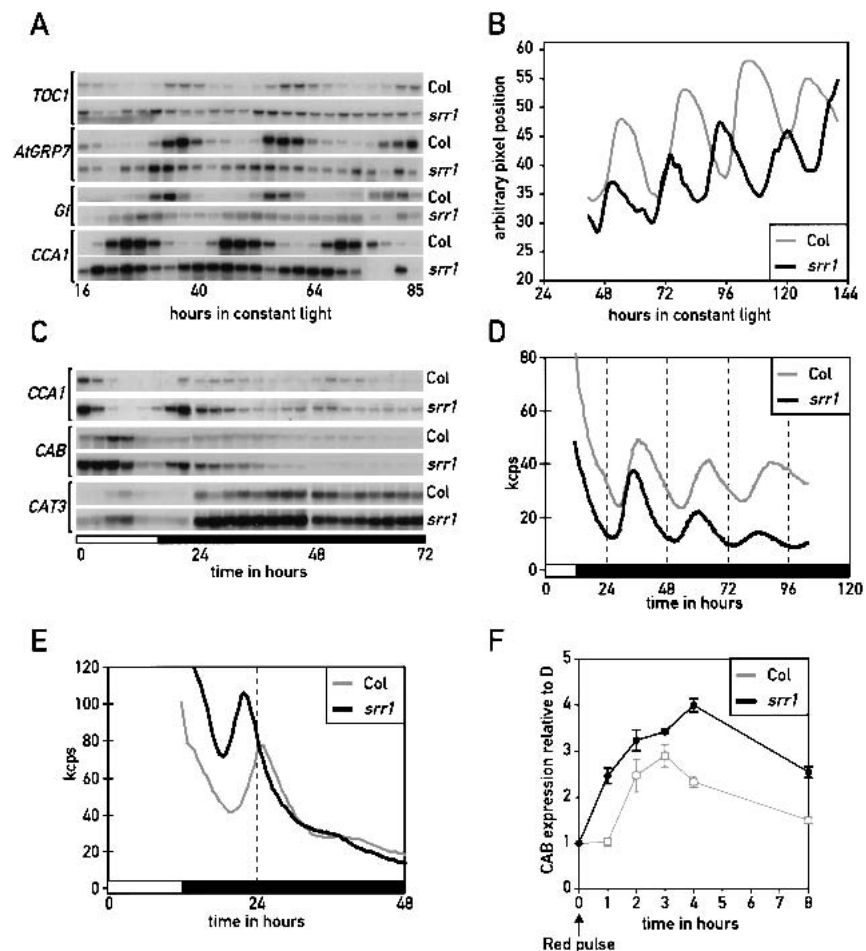 A
TOC1
Col
srr1
AtGRP7
Col
srr1
GI
Col
srr1
CCA1
Col
srr1
16 40 64 85
hours in constant light
B
arbitrary pixel position
60
55
50
45
40
35
30
25
20
Col
srr1
24 48 72 96 120 144
hours in constant light
C
CCA1
Col
srr1
CAB
Col
srr1
CAT3
Col
srr1
0 24 48 72
time in hours
D
kcps
80
60
40
20
0
Col
srr1
0 24 48 72 96 120
time in hours
E
kcps
120
100
80
60
40
20
0
Col
srr1
0 24 48
time in hours
F
CAB expression relative to D
5
4
3
2
1
0
Col
srr1
0 1 2 3 4 5 6 7 8
time in hours
Red pulse